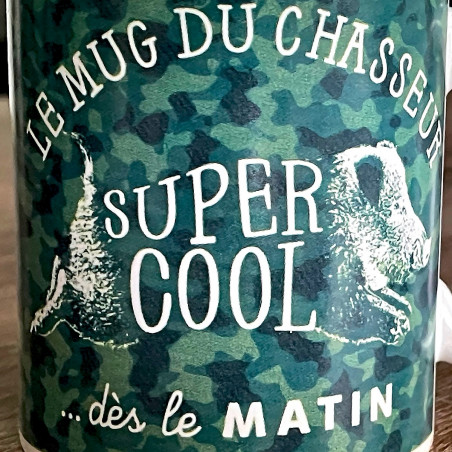 LE MUG DU CHASSEUR
SUPER
COOL
...dès le MATIN